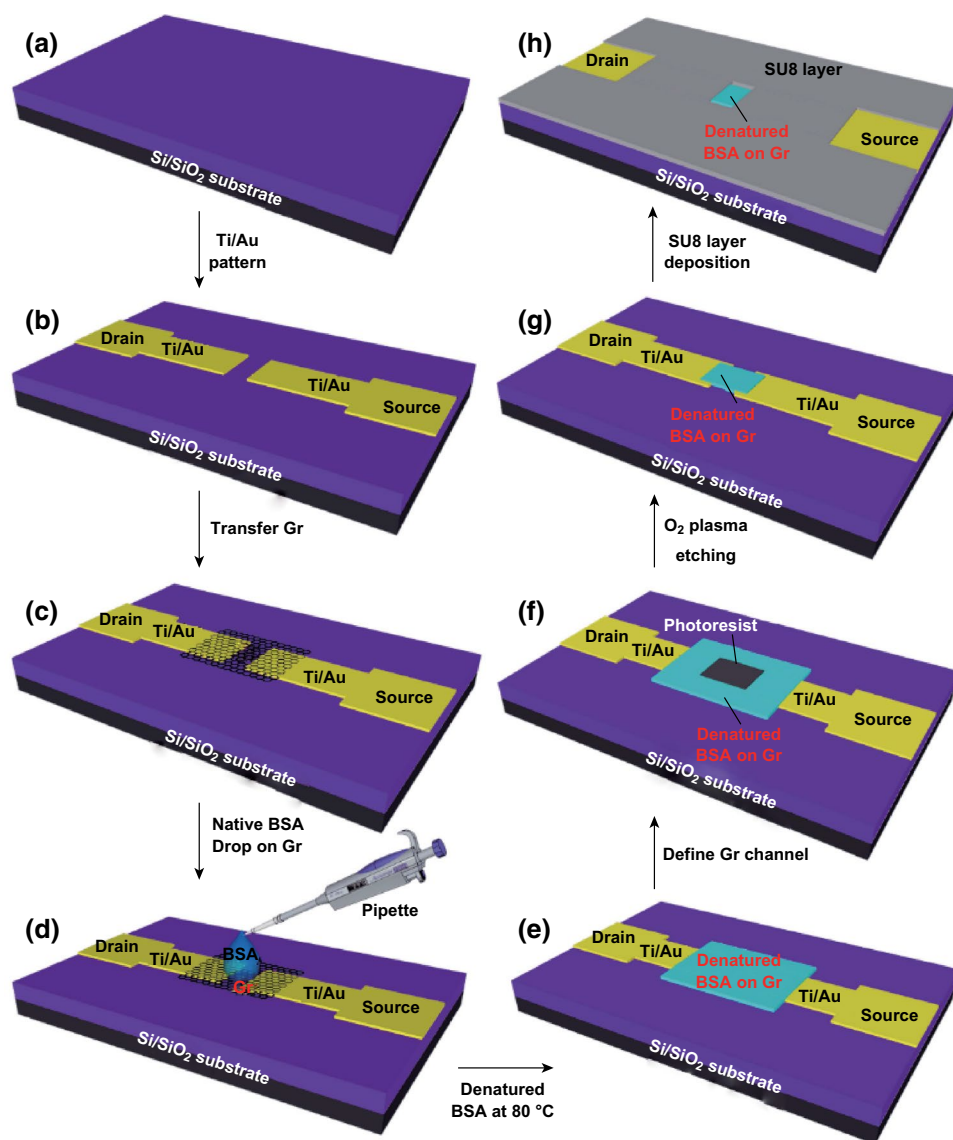 (a)
Si/SiO₂ substrate
Ti/Au
pattern
(b)
Drain
Ti/Au
Ti/Au
Source
Si/SiO₂ substrate
Transfer Gr
(c)
Drain
Ti/Au
Ti/Au
Source
Si/SiO₂ substrate
Native BSA
Drop on Gr
Pipette
(d)
Drain
Ti/Au
BSA
Gr
Ti/Au
Source
Si/SiO₂ substrate
Denatured
BSA at 80 °C
(e)
Drain
Ti/Au
Denatured
BSA on Gr
Ti/Au
Source
Si/SiO₂ substrate
Define Gr channel
(f)
Photoresist
Drain
Ti/Au
Denatured
BSA on Gr
Ti/Au
Source
Si/SiO₂ substrate
O₂ plasma
etching
(g)
Drain
Ti/Au
Denatured
BSA on Gr
Ti/Au
Source
Si/SiO₂ substrate
SU8 layer
deposition
(h)
Drain
SU8 layer
Denatured
BSA on Gr
Source
Si/SiO₂ substrate